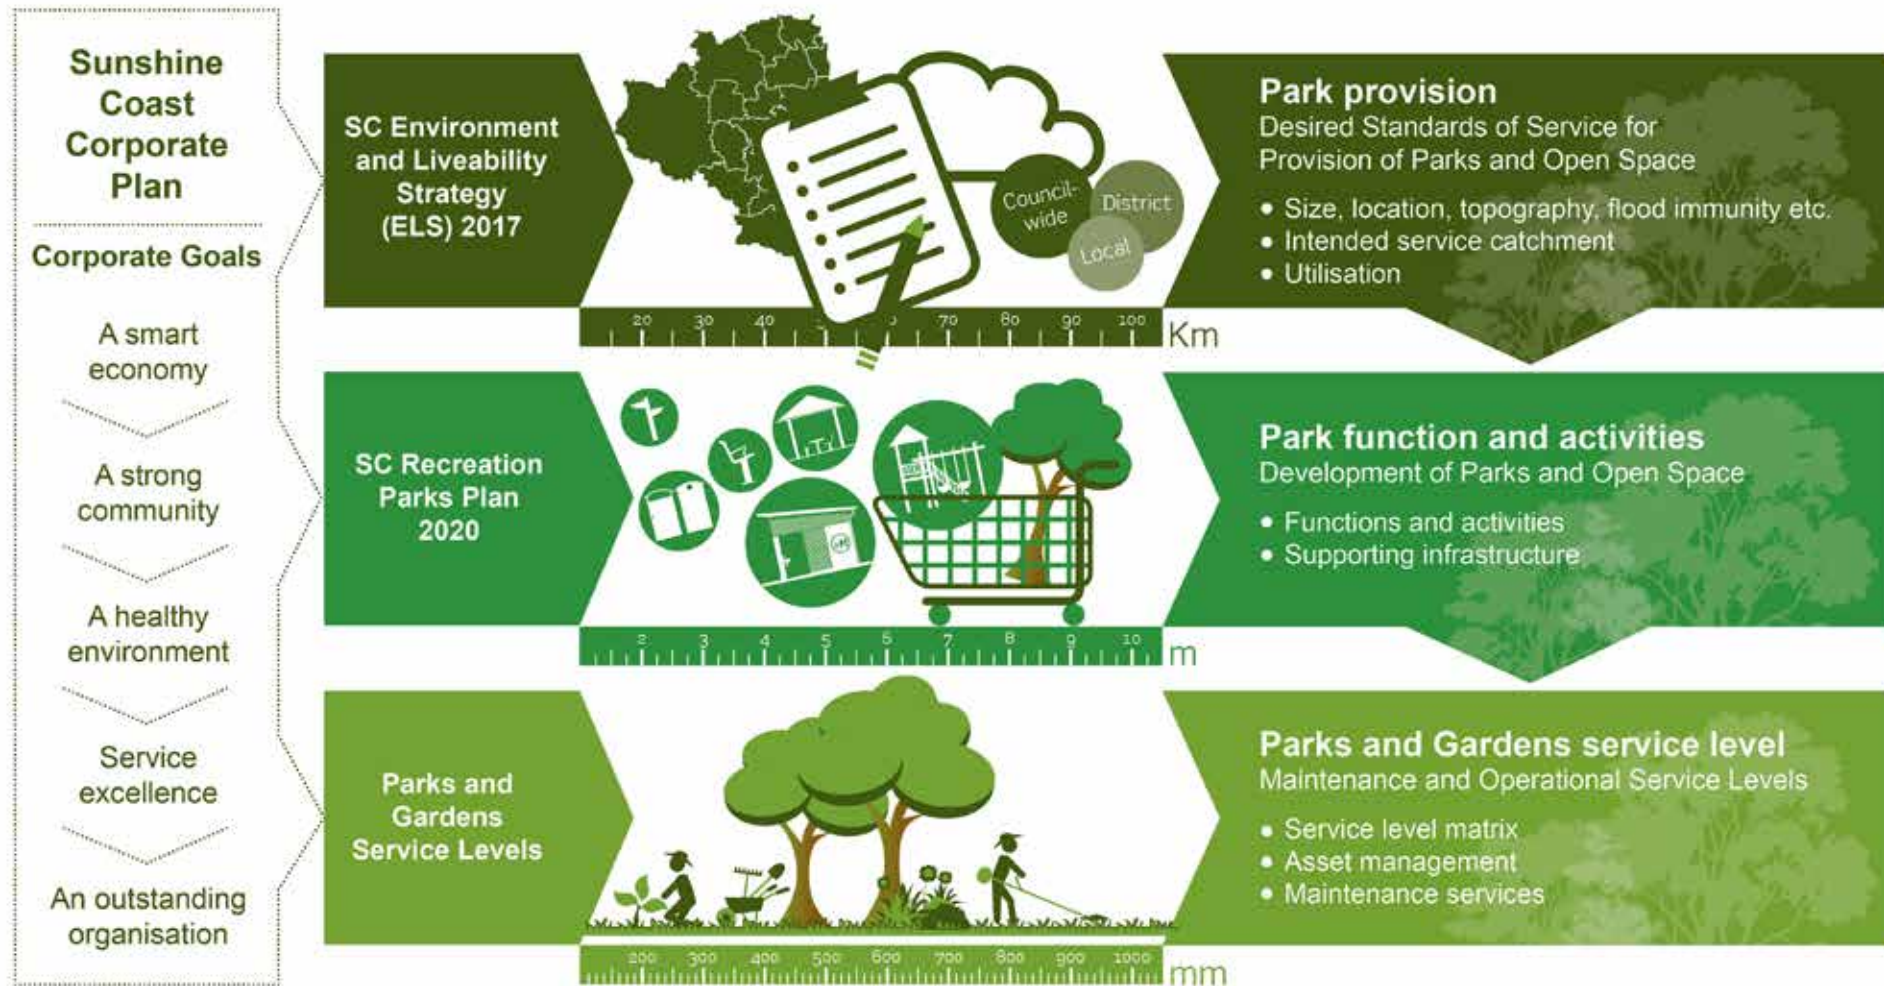 Sunshine
Coast
Corporate
Plan
Corporate Goals
A smart
economy
A strong
community
A healthy
environment
Service
excellence
An outstanding
organisation
SC Environment
and Liveability
Strategy
(ELS) 2017
Council-
wide
District
Local
20 30 40 70 80 90 100 Km
Park provision
Desired Standards of Service for
Provision of Parks and Open Space
• Size, location, topography, flood immunity etc.
• Intended service catchment
• Utilisation
SC Recreation
Parks Plan
2020
2 3 4 5 6 7 8 9 10 m
Park function and activities
Development of Parks and Open Space
• Functions and activities
• Supporting infrastructure
Parks and
Gardens
Service Levels
200 300 400 500 600 700 800 900 1000 mm
Parks and Gardens service level
Maintenance and Operational Service Levels
• Service level matrix
• Asset management
• Maintenance services